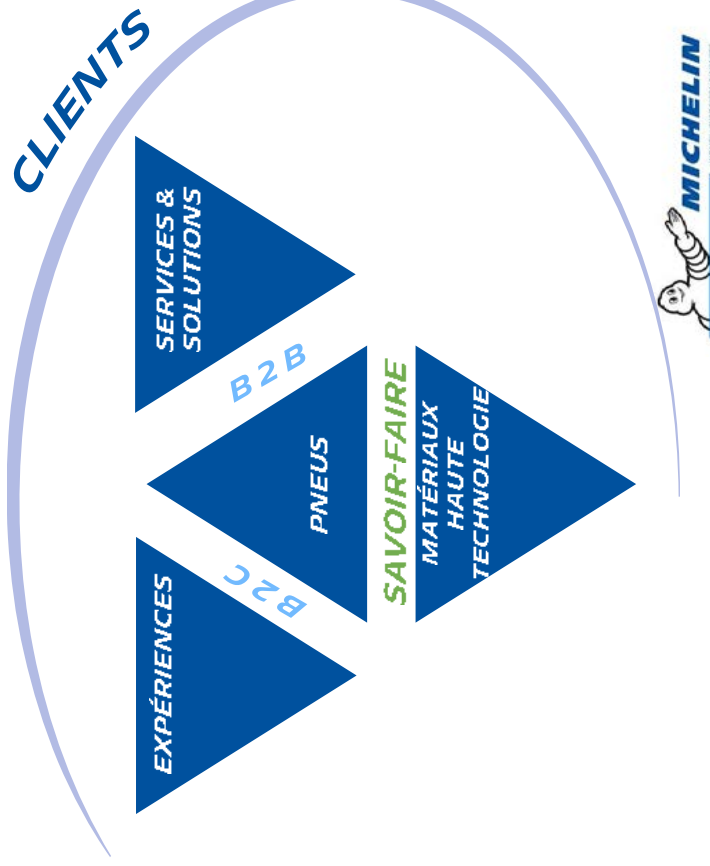 CLIENTS
EXPÉRIENCES
B2C
PNEUS
B2B
SERVICES &
SOLUTIONS
SAVOIR-FAIRE
MATÉRIAUX
HAUTE
TECHNOLOGIE
MICHELIN